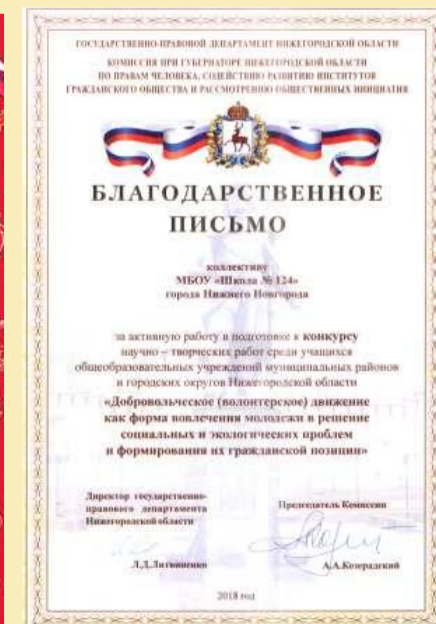 ГОСУДАРСТВЕННО-ПРАВОВОЙ ДЕПАРТАМЕНТ НИЖЕГОРОДСКОЙ ОБЛАСТИ
КОМИССИЯ ПРИ ГУБЕРНАТОРЕ НИЖЕГОРОДСКОЙ ОБЛАСТИ
ПО ПРАВАМ ЧЕЛОВЕКА, СОДЕЙСТВИЮ РАЗВИТИЮ ИНСТИТУТОВ
ГРАЖДАНСКОГО ОБЩЕСТВА И РАССМОТРЕНИЮ ОБЩЕСТВЕННЫХ ИНИЦИАТИВ
БЛАГОДАРСТВЕННОЕ
ПИСЬМО
коллективу
МБОУ «Школа № 124»
города Нижнего Новгорода
за активную работу и подготовке к конкурсу
научно – творческих работ среди учащихся
общеобразовательных учреждений муниципальных районов
и городских округов Нижегородской области
«Добровольческое (волонтерское) движение
как форма вовлечения молодежи в решение
социальных и экологических проблем
и формирования их гражданской позиции»
Директор государственно-
правового департамента
Нижегородской области
Председатель Комиссии
Л.Д.Литвиненко
А.А.Козерадский
2018 год